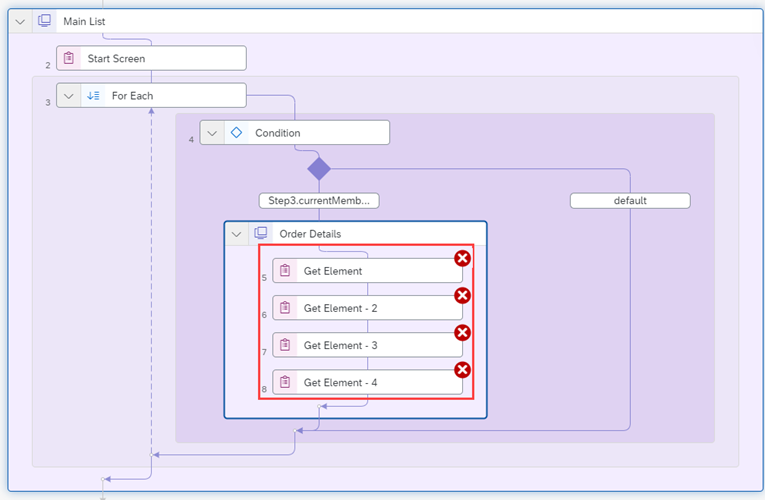 Main List
2 Start Screen
3 For Each
4 Condition
Step3.currentMemb...
default
Order Details
5 Get Element
6 Get Element - 2
7 Get Element - 3
8 Get Element - 4